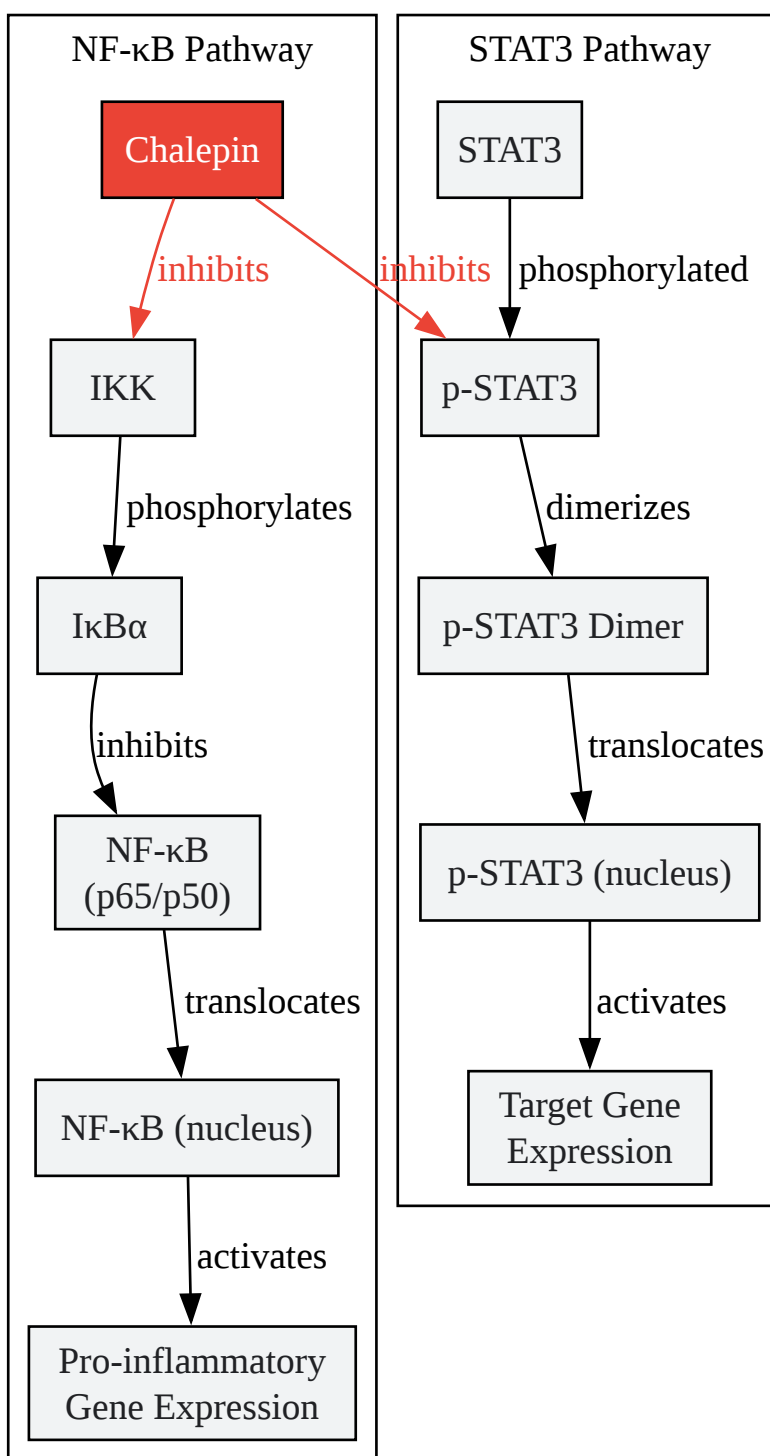 NF-κB Pathway
Chalepin
inhibits
inhibits
IKK
phosphorylates
IκBα
inhibits
NF-κB
(p65/p50)
translocates
NF-κB (nucleus)
activates
Pro-inflammatory
Gene Expression
STAT3 Pathway
STAT3
phosphorylated
p-STAT3
dimerizes
p-STAT3 Dimer
translocates
p-STAT3 (nucleus)
activates
Target Gene
Expression